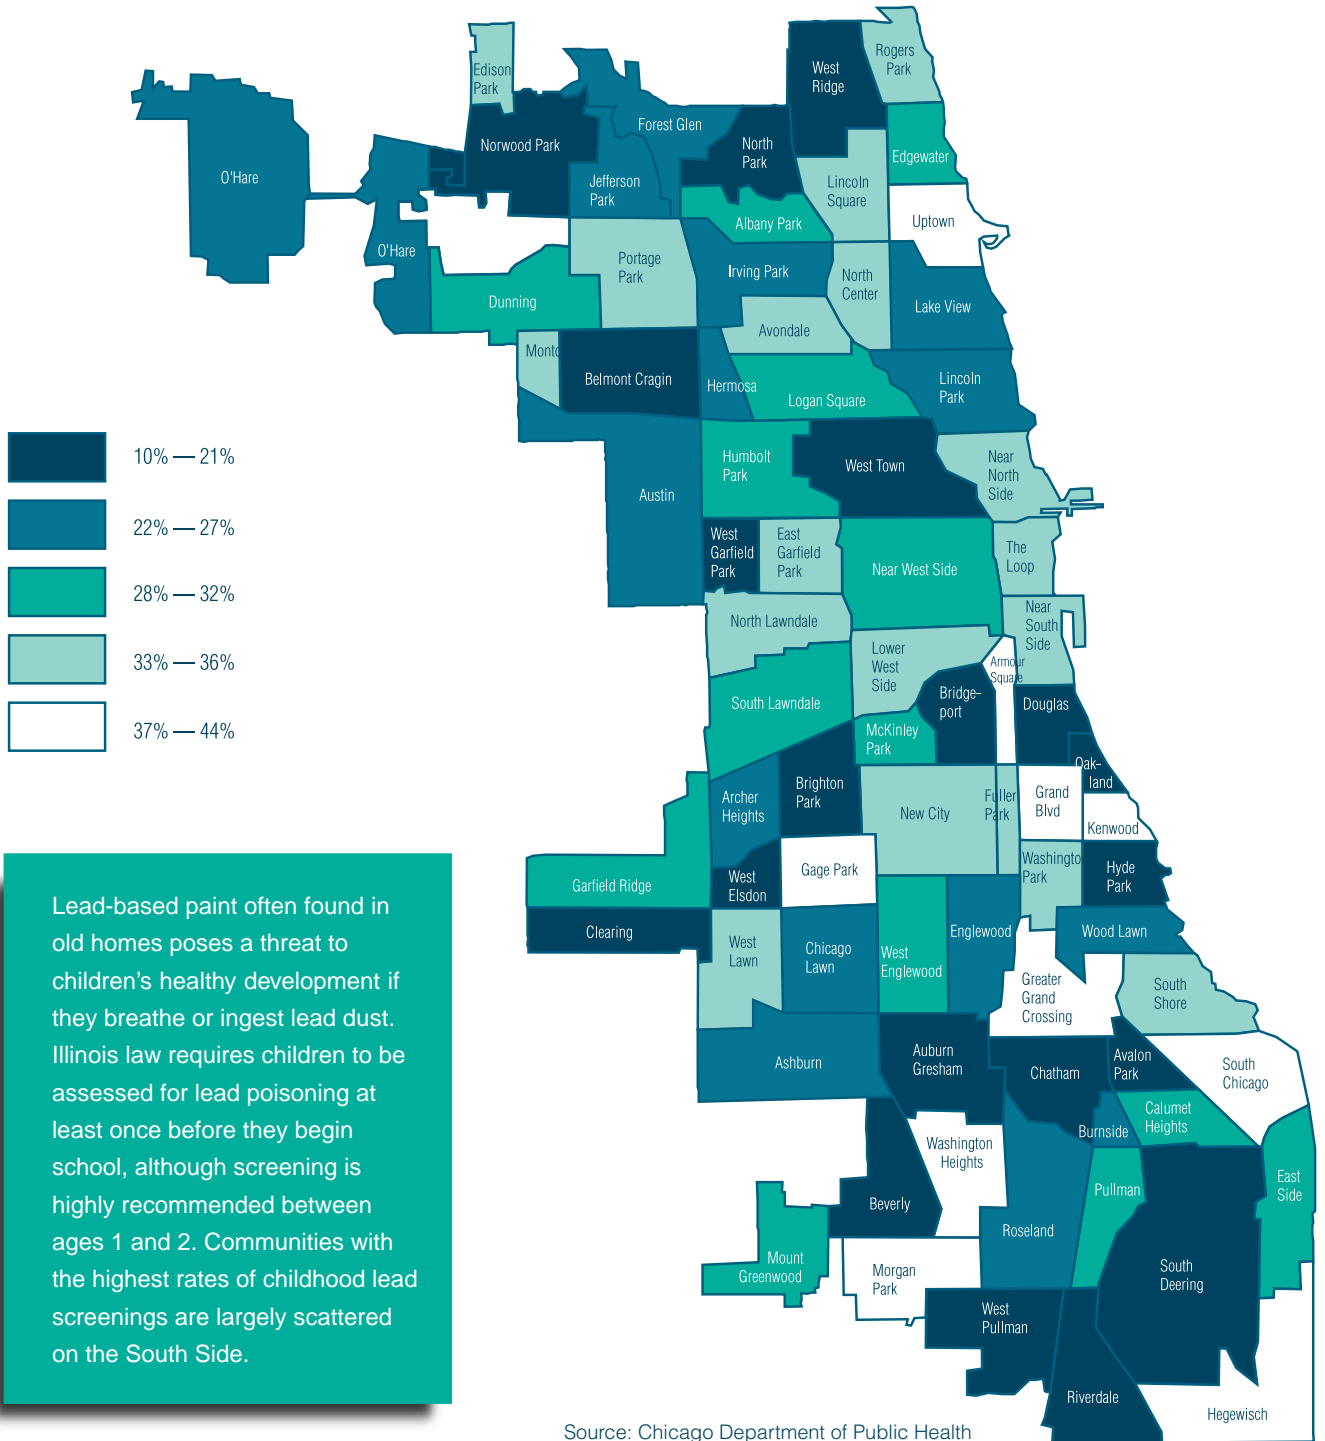 Edison
Park
West
Ridge
Rogers
Park
Norwood Park
Forest Glen
North
Park
Edgewater
O'Hare
Jefferson
Park
Lincoln
Square
Albany Park
Uptown
O'Hare
Portage
Park
Irving Park
North
Center
Lake View
Dunning
Avondale
Montc
Belmont Cragin
Hermosa
Logan Square
Lincoln
Park
10% — 21%
22% — 27%
28% — 32%
33% — 36%
37% — 44%
Humbolt
Park
West Town
Near
North
Side
Austin
West
Garfield
Park
East
Garfield
Park
Near West Side
The
Loop
North Lawndale
Near
South
Side
Lower
West
Side
Armour
Square
South Lawndale
Bridge–
port
Douglas
McKinley
Park
Oak–
land
Archer
Heights
Brighton
Park
New City
Fuller
Park
Grand
Blvd
Kenwood
Garfield Ridge
West
Elsdon
Gage Park
Washingto
Park
Hyde
Park
Clearing
West
Lawn
Chicago
Lawn
West
Englewood
Englewood
Wood Lawn
Greater
Grand
Crossing
South
Shore
Ashburn
Auburn
Gresham
Chatham
Avalon
Park
South
Chicago
Calumet
Heights
Burnside
Washington
Heights
Beverly
Pullman
East
Side
Roseland
Mount
Greenwood
Morgan
Park
South
Deering
West
Pullman
Riverdale
Hegewisch
Lead-based paint often found in
old homes poses a threat to
children’s healthy development if
they breathe or ingest lead dust.
Illinois law requires children to be
assessed for lead poisoning at
least once before they begin
school, although screening is
highly recommended between
ages 1 and 2. Communities with
the highest rates of childhood lead
screenings are largely scattered
on the South Side.
Source: Chicago Department of Public Health